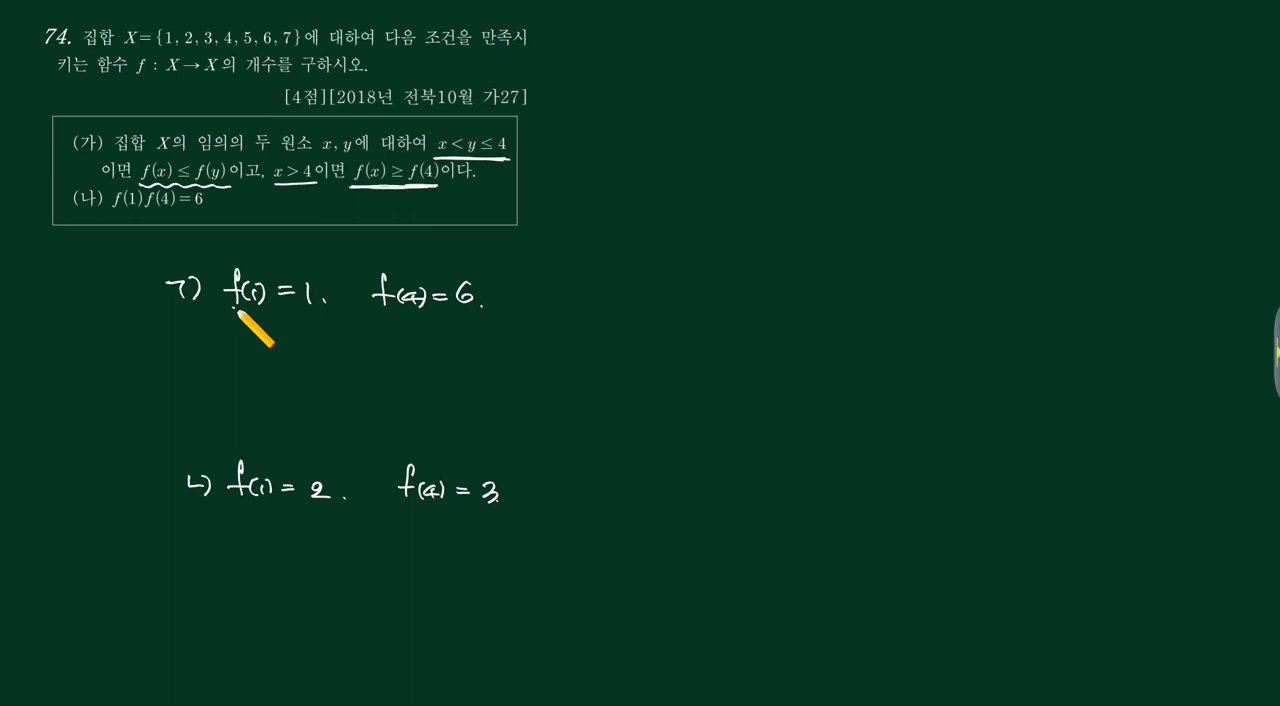 74. 집합 X={1, 2, 3, 4, 5, 6, 7}에 대하여 다음 조건을 만족시
키는 함수 f : X→X의 개수를 구하시오.
[4점][2018년 전북10월 가27]
(가) 집합 X의 임의의 두 원소 x, y에 대하여 x<y≤4
이면 f(x)≤f(y)이고, x>4이면 f(x)≥f(4)이다.
(나) f(1)f(4)=6
ㄱ) f(1)=1. f(4)=6.
ㄴ) f(1)=2. f(4)=3.